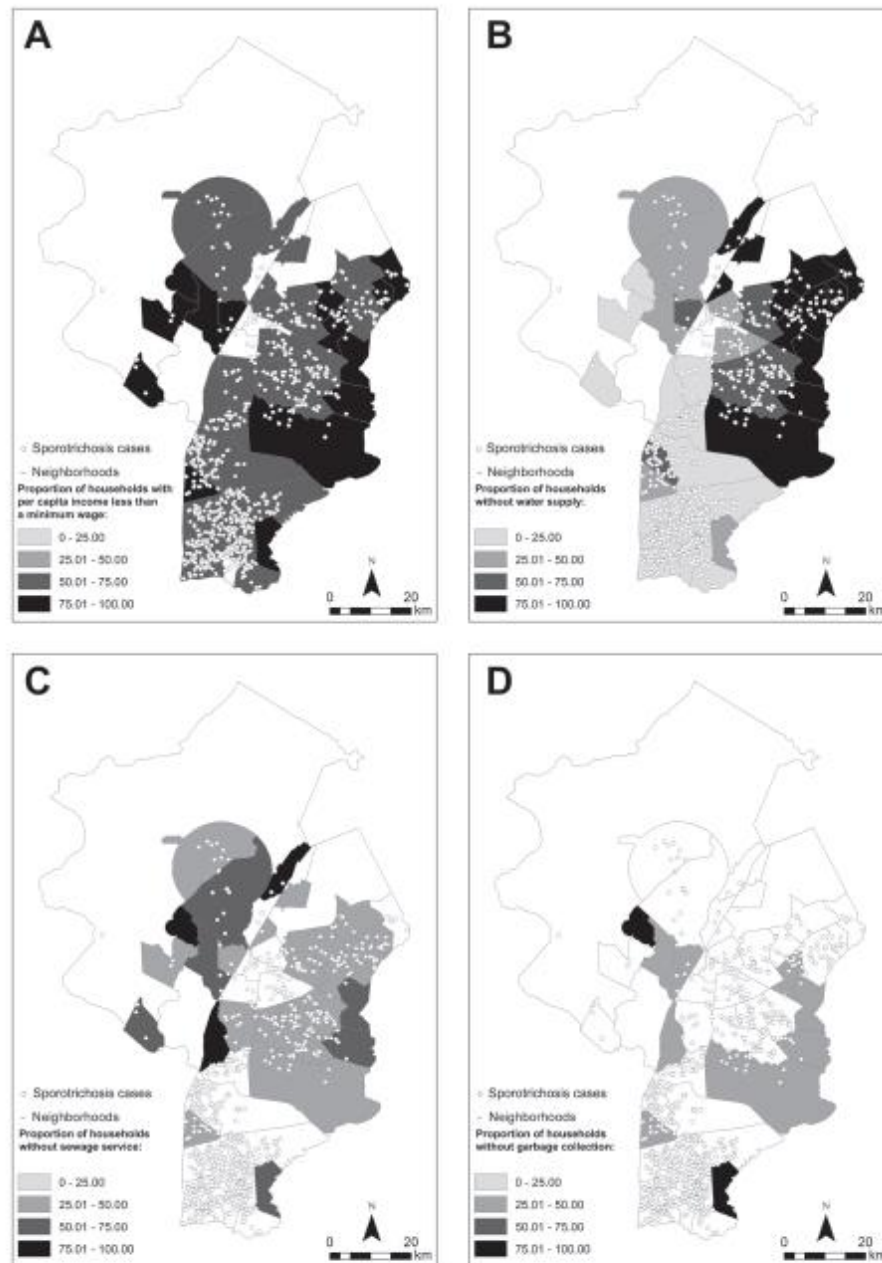 A
Sporotrichosis cases
Neighborhoods
Proportion of households with
per capita income less than
a minimum wage:
0 - 25.00
25.01 - 50.00
50.01 - 75.00
75.01 - 100.00
N
0 20
km
B
Sporotrichosis cases
Neighborhoods
Proportion of households
without water supply:
0 - 25.00
25.01 - 50.00
50.01 - 75.00
75.01 - 100.00
N
0 20
km
C
Sporotrichosis cases
Neighborhoods
Proportion of households
without sewage service:
0 - 25.00
25.01 - 50.00
50.01 - 75.00
75.01 - 100.00
N
0 20
km
D
Sporotrichosis cases
Neighborhoods
Proportion of households
without garbage collection:
0 - 25.00
25.01 - 50.00
50.01 - 75.00
75.01 - 100.00
N
0 20
km